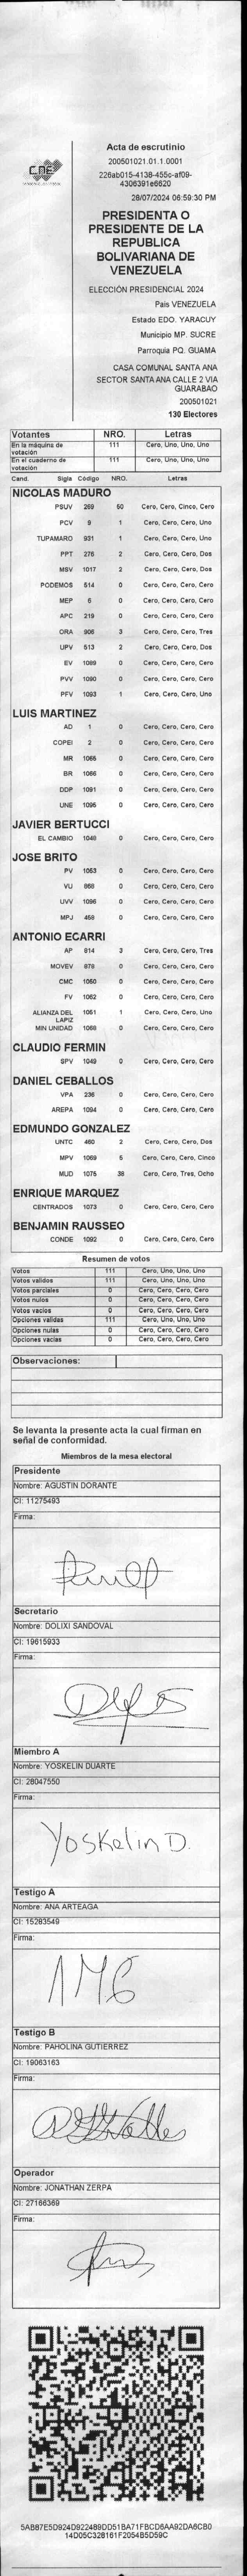 CNE
Acta de escrutinio
200501021.01.1.0001
226ab015-4138-455c-af09-
4306391e6620
28/07/2024 06:59:30 PM
PRESIDENTA O
PRESIDENTE DE LA
REPUBLICA
BOLIVARIANA DE
VENEZUELA
ELECCIÓN PRESIDENCIAL 2024
Pais VENEZUELA
Estado EDO. YARACUY
Municipio MP. SUCRE
Parroquia PQ. GUAMA
CASA COMUNAL SANTA ANA
SECTOR SANTA ANA CALLE 2 VIA
GUARABAO
200501021
130 Electores
Votantes NRO. Letras
En la máquina de votación 111 Cero, Uno, Uno, Uno
En el cuaderno de votación 111 Cero, Uno, Uno, Uno
Cand. Sigla Código NRO. Letras
NICOLAS MADURO
PSUV 269 50 Cero, Cero, Cinco, Cero
PCV 9 1 Cero, Cero, Cero, Uno
TUPAMARO 931 1 Cero, Cero, Cero, Uno
PPT 276 2 Cero, Cero, Cero, Dos
MSV 1017 2 Cero, Cero, Cero, Dos
PODEMOS 514 0 Cero, Cero, Cero, Cero
MEP 6 0 Cero, Cero, Cero, Cero
APC 219 0 Cero, Cero, Cero, Cero
ORA 906 3 Cero, Cero, Cero, Tres
UPV 513 2 Cero, Cero, Cero, Dos
EV 1089 0 Cero, Cero, Cero, Cero
PVV 1090 0 Cero, Cero, Cero, Cero
PFV 1093 1 Cero, Cero, Cero, Uno
LUIS MARTINEZ
AD 1 0 Cero, Cero, Cero, Cero
COPEI 2 0 Cero, Cero, Cero, Cero
MR 1065 0 Cero, Cero, Cero, Cero
BR 1066 0 Cero, Cero, Cero, Cero
DDP 1091 0 Cero, Cero, Cero, Cero
UNE 1095 0 Cero, Cero, Cero, Cero
JAVIER BERTUCCI
EL CAMBIO 1048 0 Cero, Cero, Cero, Cero
JOSE BRITO
PV 1053 0 Cero, Cero, Cero, Cero
VU 868 0 Cero, Cero, Cero, Cero
UVV 1096 0 Cero, Cero, Cero, Cero
MPJ 458 0 Cero, Cero, Cero, Cero
ANTONIO ECARRI
AP 814 3 Cero, Cero, Cero, Tres
MOVEV 878 0 Cero, Cero, Cero, Cero
CMC 1050 0 Cero, Cero, Cero, Cero
FV 1062 0 Cero, Cero, Cero, Cero
ALIANZA DEL LAPIZ 1051 1 Cero, Cero, Cero, Uno
MIN UNIDAD 1068 0 Cero, Cero, Cero, Cero
CLAUDIO FERMIN
SPV 1049 0 Cero, Cero, Cero, Cero
DANIEL CEBALLOS
VPA 236 0 Cero, Cero, Cero, Cero
AREPA 1094 0 Cero, Cero, Cero, Cero
EDMUNDO GONZALEZ
UNTC 460 2 Cero, Cero, Cero, Dos
MPV 1069 5 Cero, Cero, Cero, Cinco
MUD 1075 38 Cero, Cero, Tres, Ocho
ENRIQUE MARQUEZ
CENTRADOS 1073 0 Cero, Cero, Cero, Cero
BENJAMIN RAUSSEO
CONDE 1092 0 Cero, Cero, Cero, Cero
Resumen de votos
Votos 111 Cero, Uno, Uno, Uno
Votos validos 111 Cero, Uno, Uno, Uno
Votos parciales 0 Cero, Cero, Cero, Cero
Votos nulos 0 Cero, Cero, Cero, Cero
Votos vacios 0 Cero, Cero, Cero, Cero
Opciones validas 111 Cero, Uno, Uno, Uno
Opciones nulas 0 Cero, Cero, Cero, Cero
Opciones vacias 0 Cero, Cero, Cero, Cero
Observaciones:
Se levanta la presente acta la cual firman en
señal de conformidad.
Miembros de la mesa electoral
Presidente
Nombre: AGUSTIN DORANTE
CI: 11275493
Firma:
Secretario
Nombre: DOLIXI SANDOVAL
CI: 19615933
Firma:
Miembro A
Nombre: YOSKELIN DUARTE
CI: 28047550
Firma:
Yoskelin D.
Testigo A
Nombre: ANA ARTEAGA
CI: 15283549
Firma:
Testigo B
Nombre: PAHOLINA GUTIERREZ
CI: 19063163
Firma:
Operador
Nombre: JONATHAN ZERPA
CI: 27166369
Firma:
5AB87E5D924D922489DD51BA71FBCD6AA92DA6CB0
14D05C328161F2054B5D59C